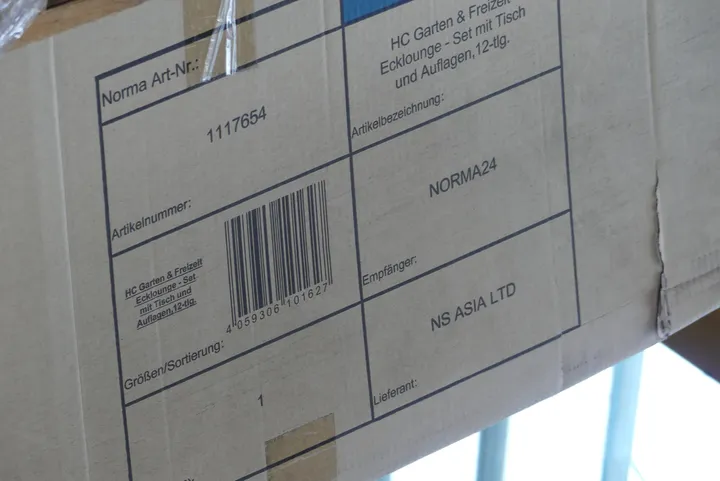 Norma Art-Nr.:
HC Garten & Freizeit
Ecklounge - Set mit Tisch
und Auflagen,12-tlg.
Artikelbezeichnung:
1117654
Artikelnummer:
NORMA24
Empfänger:
HC Garten & Freizeit
Ecklounge - Set
mit Tisch und
Auflagen,12-tlg.
4 059306 101627
Größen/Sortierung:
NS ASIA LTD
Lieferant:
1